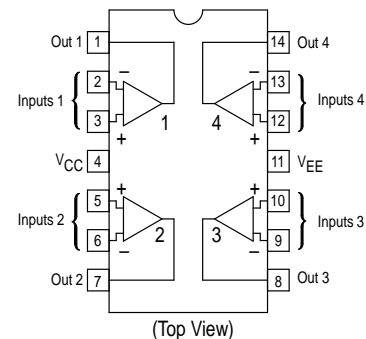 Out 1 1 14 Out 4
2 − − 13
Inputs 1 Inputs 4
3 1 4 12
+ +
VCC 4 11 VEE
5 + + 10
Inputs 2 Inputs 3
6 2 3 9
− −
Out 2 7 8 Out 3
(Top View)